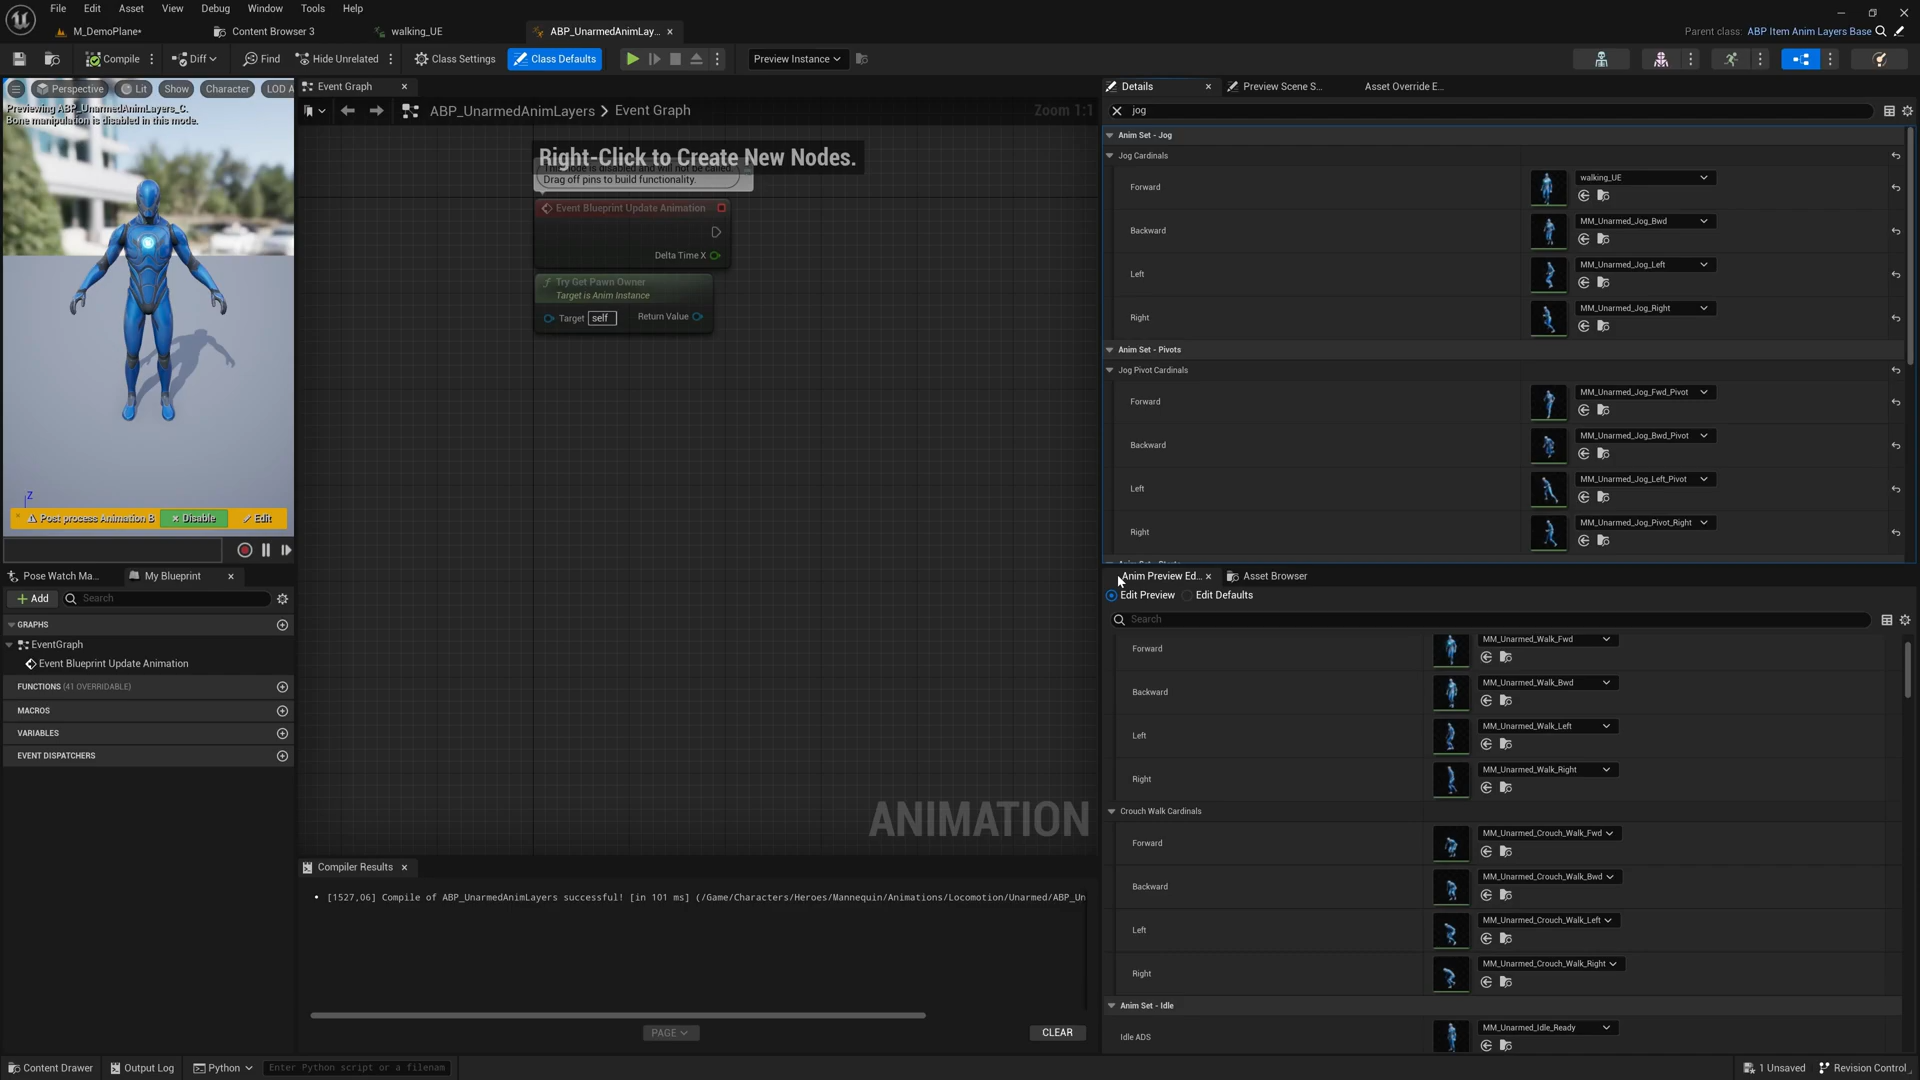 File Edit Asset View Debug Window Tools Help
M_DemoPlane*
Content Browser 3
walking_UE
ABP_UnarmedAnimLay...
Parent class: ABP Item Anim Layers Base
Compile
Diff
Find
Hide Unrelated
Class Settings
Class Defaults
Preview Instance
Perspective
Lit
Show
Character
LOD A
Previewing ABP_UnarmedAnimLayers_C.
Bone manipulation is disabled in this mode.
Z
Post process Animation B
Disable
Edit
Pose Watch Ma...
My Blueprint
Add
Search
GRAPHS
EventGraph
Event Blueprint Update Animation
FUNCTIONS (41 OVERRIDABLE)
MACROS
VARIABLES
EVENT DISPATCHERS
Event Graph
ABP_UnarmedAnimLayers > Event Graph
Zoom 1:1
Right-Click to Create New Nodes.
This node is disabled and will not be called.
Drag off pins to build functionality.
Event Blueprint Update Animation
Delta Time X
Try Get Pawn Owner
Target is Anim Instance
Target self
Return Value
ANIMATION
Compiler Results
[1527,06] Compile of ABP_UnarmedAnimLayers successful! [in 101 ms] (/Game/Characters/Heroes/Mannequin/Animations/Locomotion/Unarmed/ABP_Un
PAGE
CLEAR
Details
Preview Scene S...
Asset Override E...
jog
Anim Set - Jog
Jog Cardinals
Forward
walking_UE
Backward
MM_Unarmed_Jog_Bwd
Left
MM_Unarmed_Jog_Left
Right
MM_Unarmed_Jog_Right
Anim Set - Pivots
Jog Pivot Cardinals
Forward
MM_Unarmed_Jog_Fwd_Pivot
Backward
MM_Unarmed_Jog_Bwd_Pivot
Left
MM_Unarmed_Jog_Left_Pivot
Right
MM_Unarmed_Jog_Pivot_Right
Anim Preview Ed...
Asset Browser
Edit Preview
Edit Defaults
Search
Forward
MM_Unarmed_Walk_Fwd
Backward
MM_Unarmed_Walk_Bwd
Left
MM_Unarmed_Walk_Left
Right
MM_Unarmed_Walk_Right
Crouch Walk Cardinals
Forward
MM_Unarmed_Crouch_Walk_Fwd
Backward
MM_Unarmed_Crouch_Walk_Bwd
Left
MM_Unarmed_Crouch_Walk_Left
Right
MM_Unarmed_Crouch_Walk_Right
Anim Set - Idle
Idle ADS
MM_Unarmed_Idle_Ready
Content Drawer
Output Log
Python
Enter Python script or a filenam
1 Unsaved
Revision Control